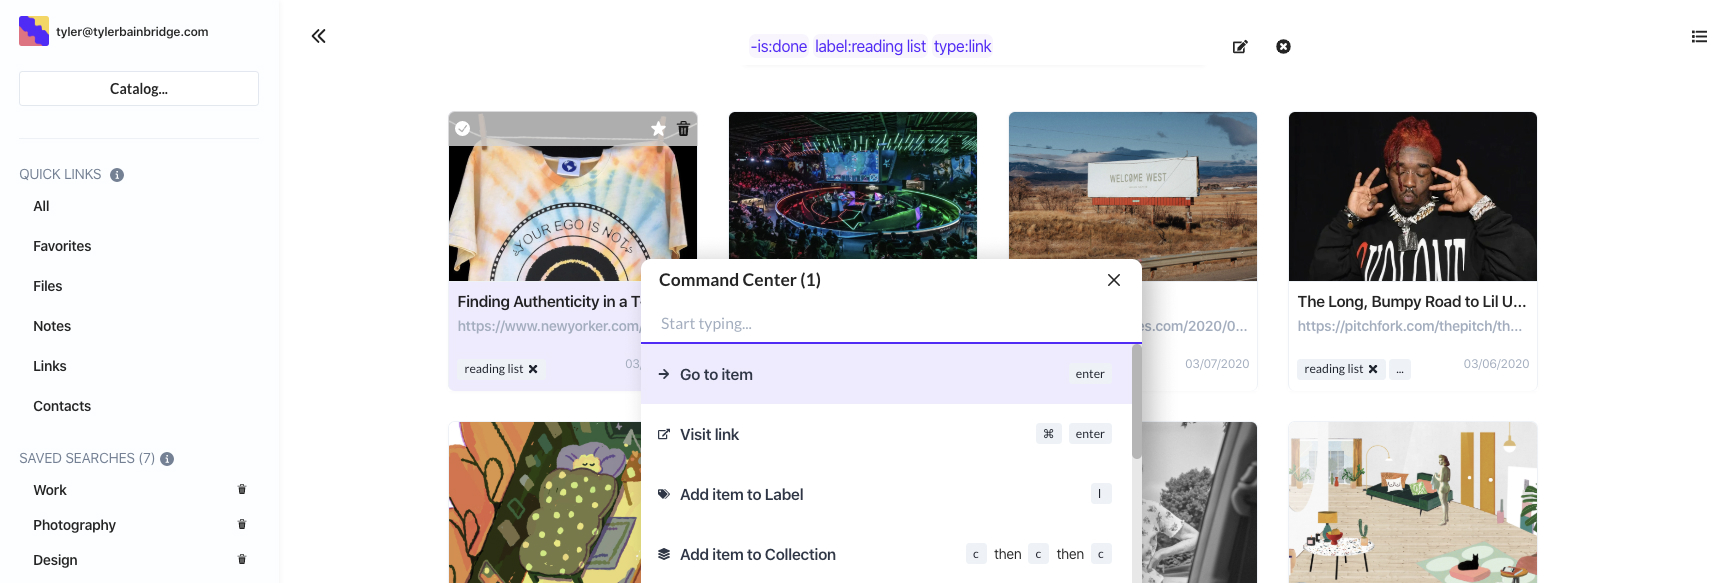 tyler@tylerbainbridge.com
Catalog...
QUICK LINKS
All
Favorites
Files
Notes
Links
Contacts
SAVED SEARCHES (7)
Work
Photography
Design
-is:done label:reading list type:link
YOUR EGO IS NOT
WELCOME WEST
Finding Authenticity in a T
https://www.newyorker.com/
reading list
03/
es.com/2020/0...
03/07/2020
The Long, Bumpy Road to Lil U...
https://pitchfork.com/thepitch/th...
reading list ...
03/06/2020
Command Center (1)
Start typing...
Go to item enter
Visit link ⌘ enter
Add item to Label l
Add item to Collection c then c then c